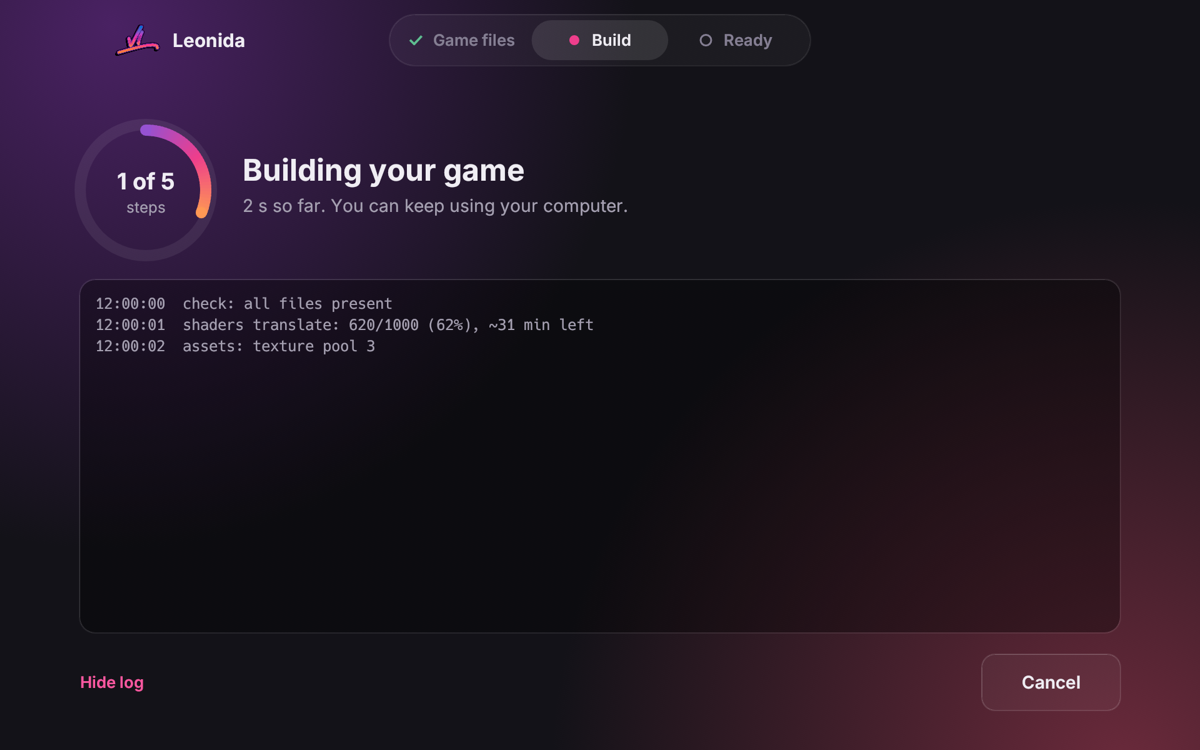 VI Leonida
Game files
Build
Ready
1 of 5
steps
Building your game
2 s so far. You can keep using your computer.
12:00:00 check: all files present
12:00:01 shaders translate: 620/1000 (62%), ~31 min left
12:00:02 assets: texture pool 3
Hide log
Cancel